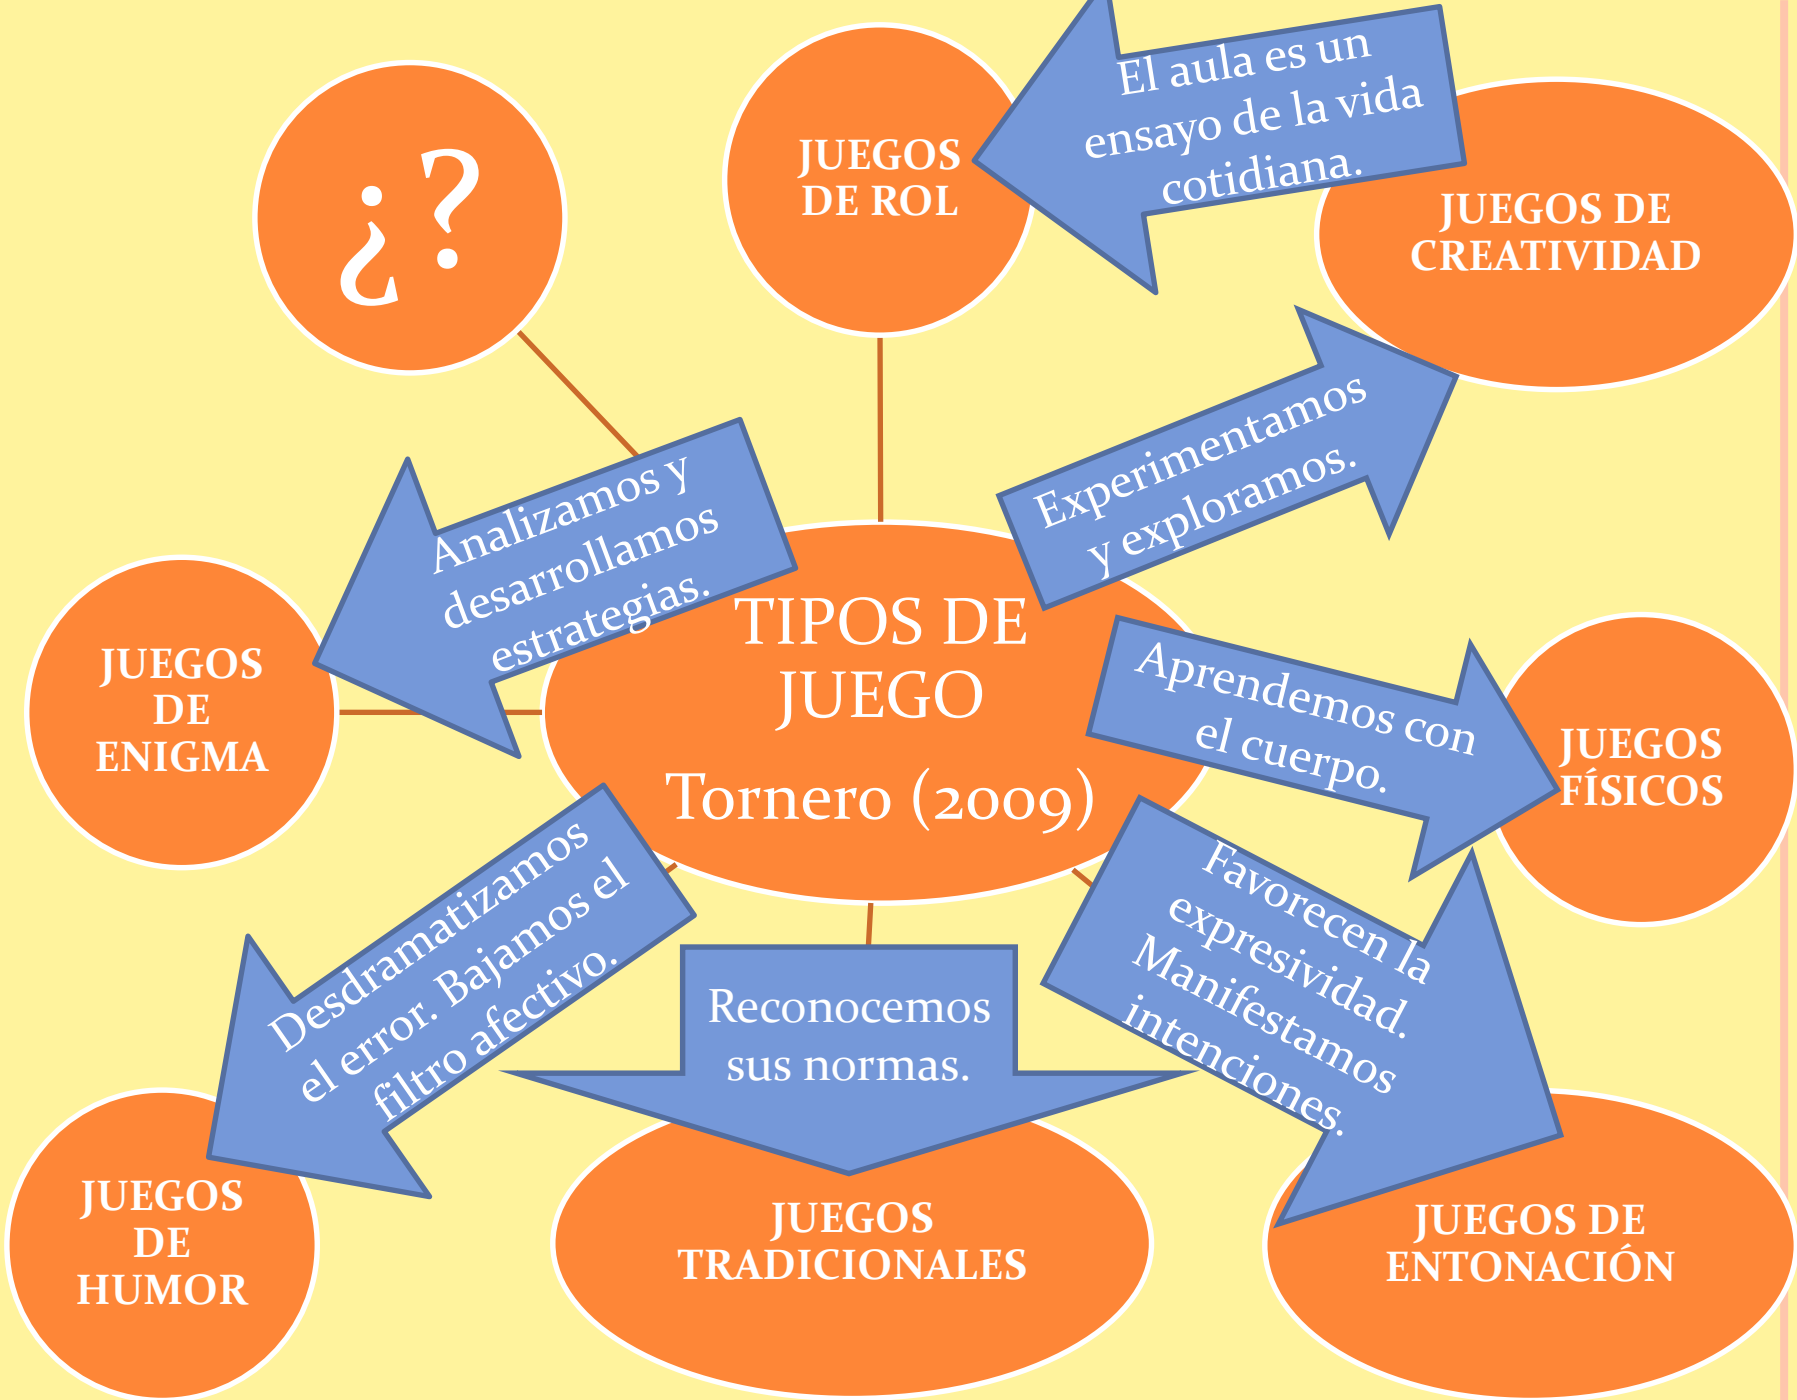 ¿?
JUEGOS
DE ROL
El aula es un
ensayo de la vida
cotidiana.
JUEGOS DE
CREATIVIDAD
Experimentamos
y exploramos.
Analizamos y
desarrollamos
estrategias.
JUEGOS
DE
ENIGMA
TIPOS DE
JUEGO
Tornero (2009)
Aprendemos con
el cuerpo.
JUEGOS
FÍSICOS
Desdramatizamos
el error. Bajamos el
filtro afectivo.
Reconocemos
sus normas.
Favorecen la
expresividad.
Manifestamos
intenciones.
JUEGOS
DE
HUMOR
JUEGOS
TRADICIONALES
JUEGOS DE
ENTONACIÓN